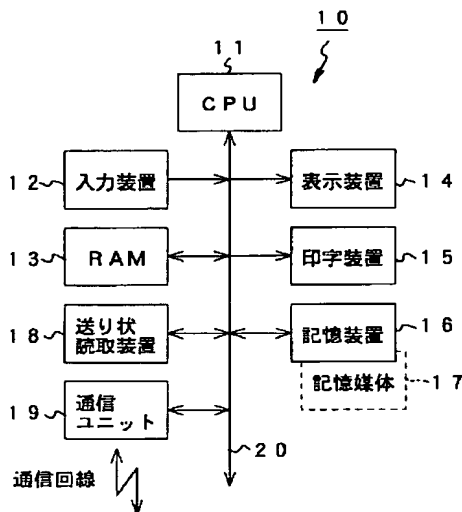 10
11
CPU
12
入力装置
表示装置
14
13
RAM
印字装置
15
18
送り状
読取装置
記憶装置
16
記憶媒体
17
19
通信
ユニット
20
通信回線